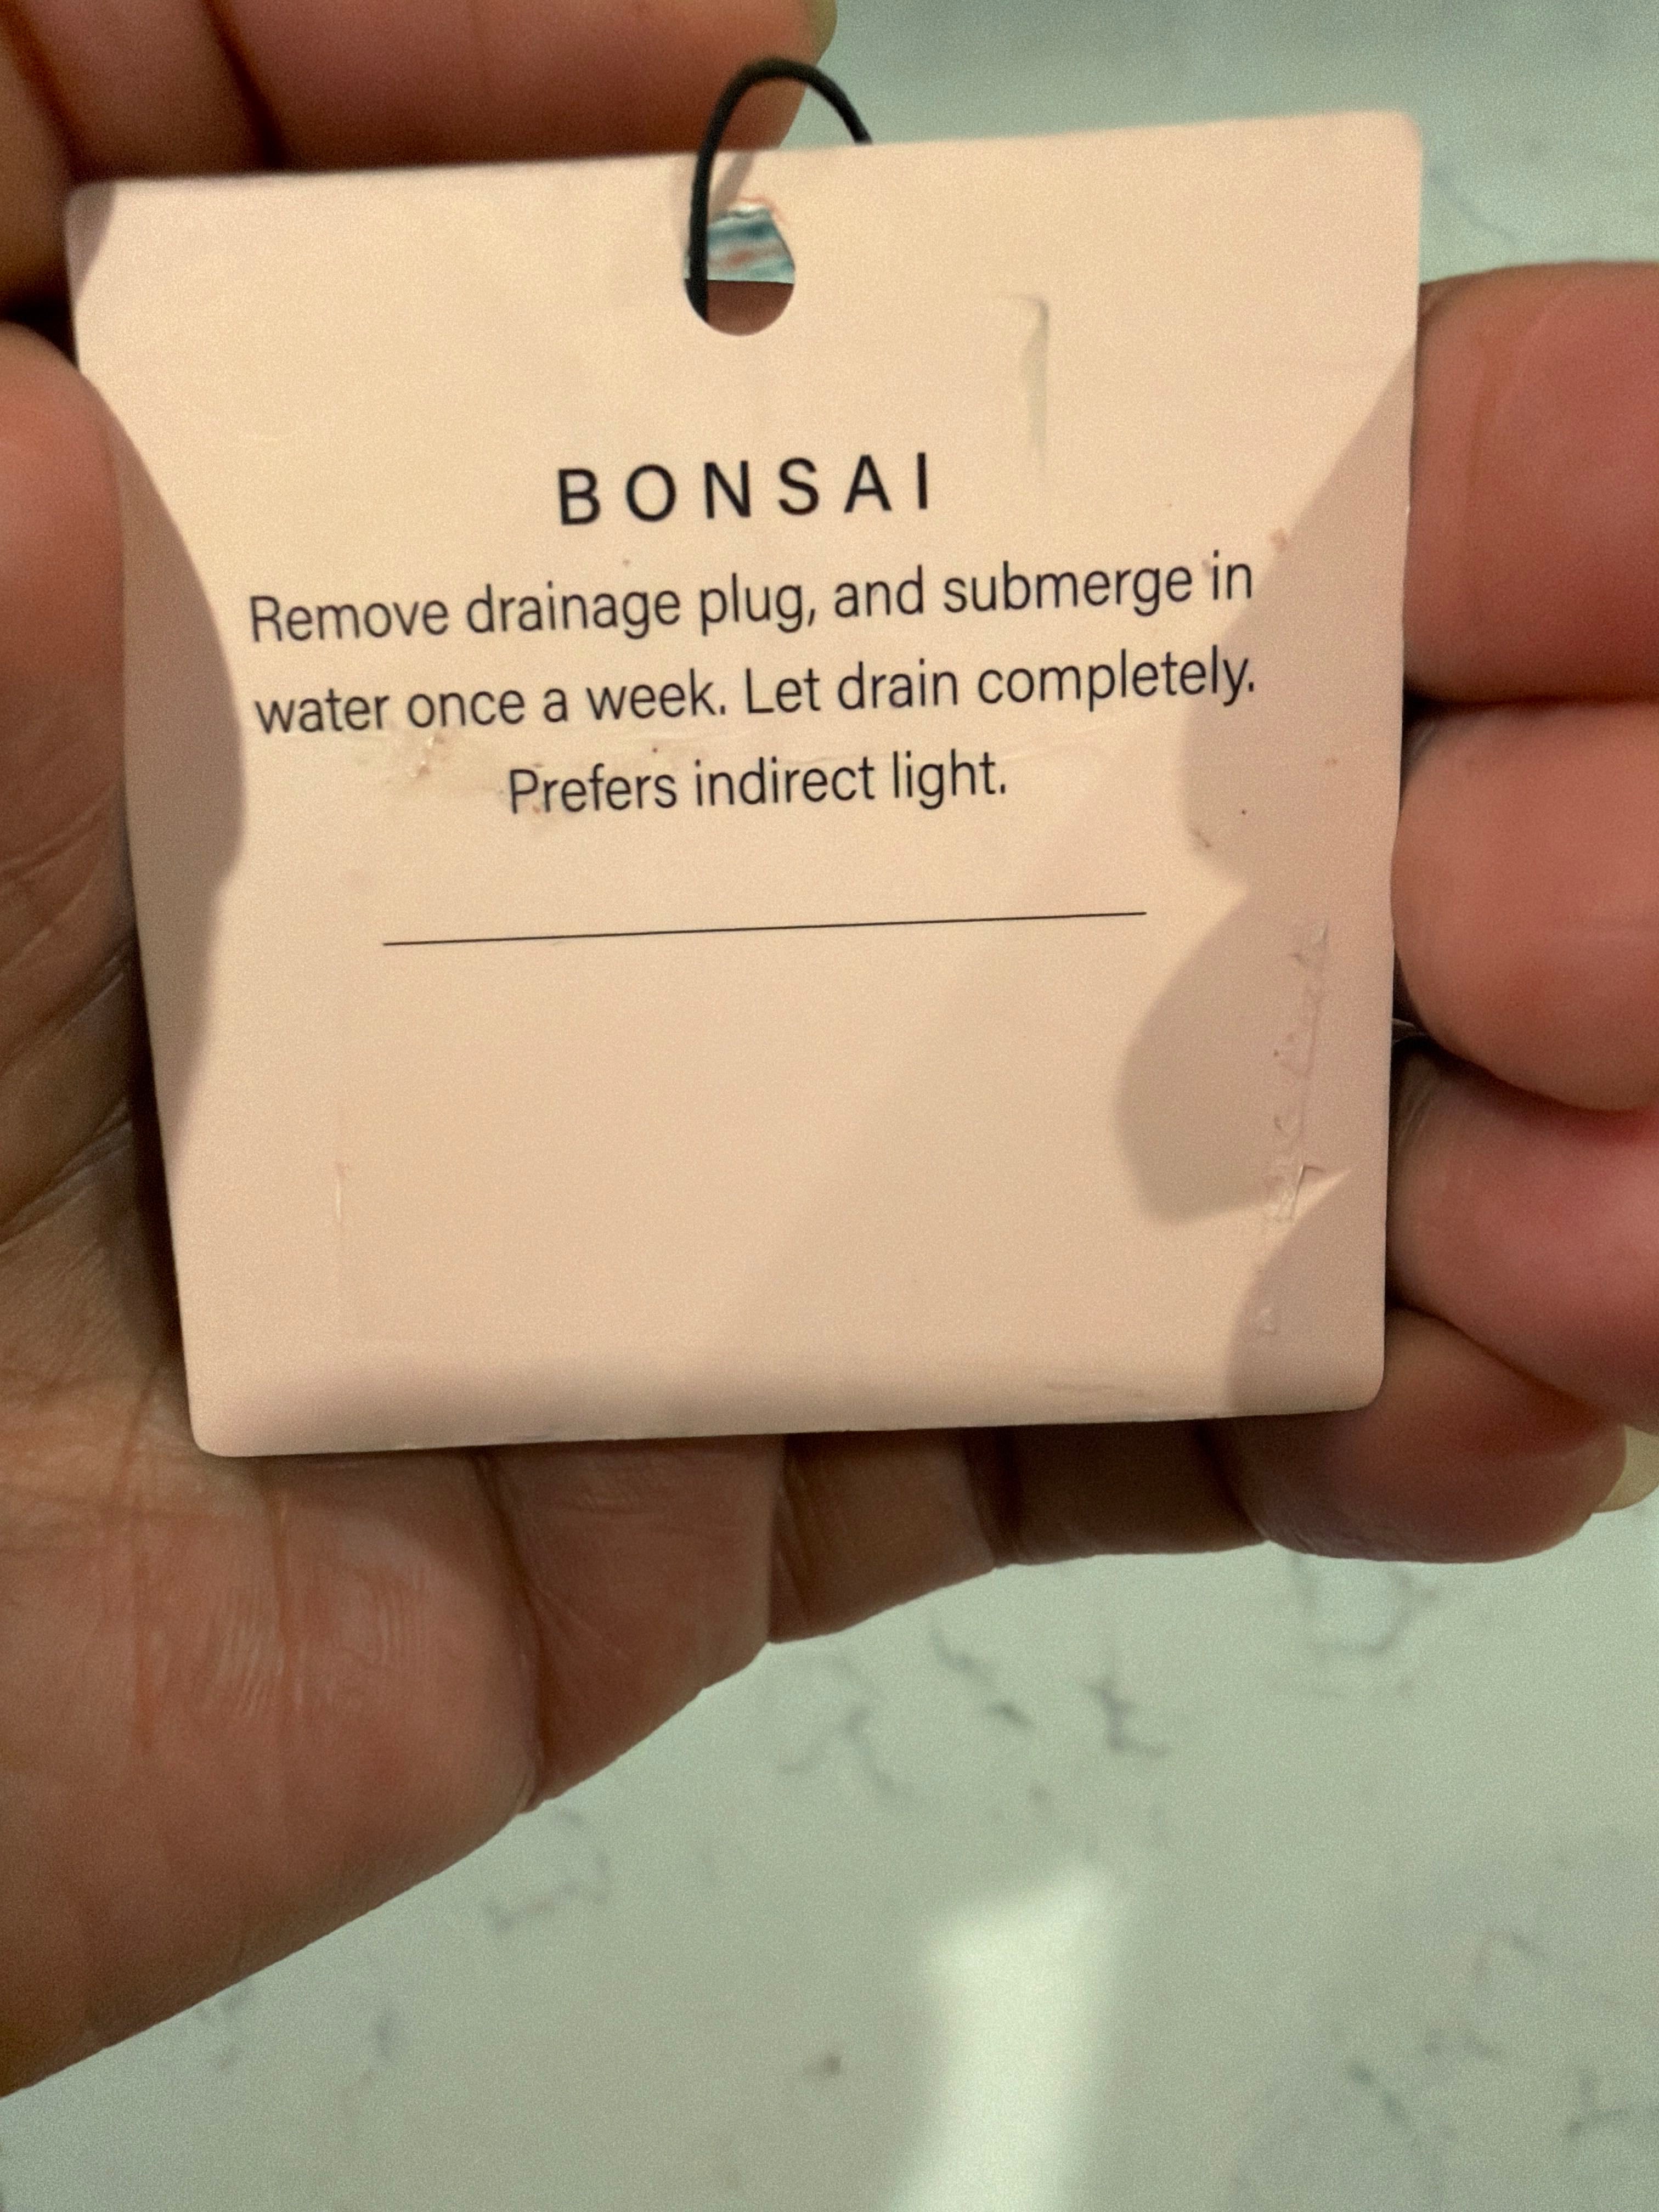 BONSAI
Remove drainage plug, and submerge in
water once a week. Let drain completely.
Prefers indirect light.